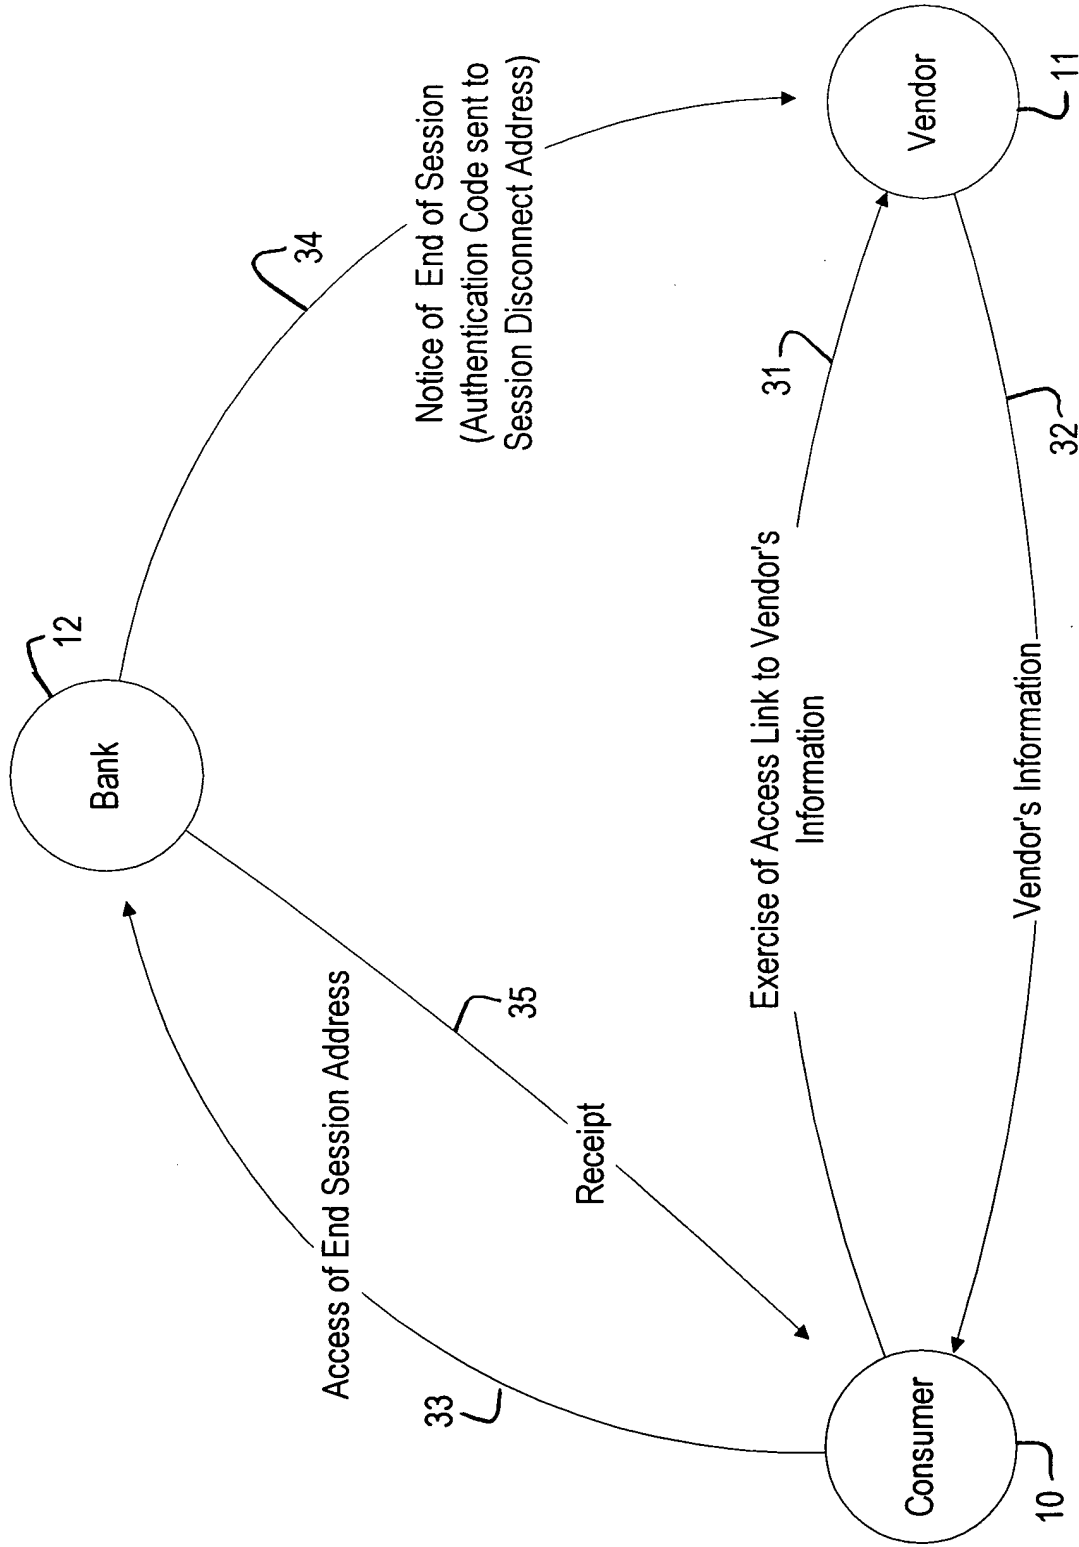 Bank
12
34
Notice of End of Session
(Authentication Code sent to
Session Disconnect Address)
Access of End Session Address
33
35
Receipt
31
Exercise of Access Link to Vendor's
Information
Vendor's Information
32
Consumer
10
Vendor
11